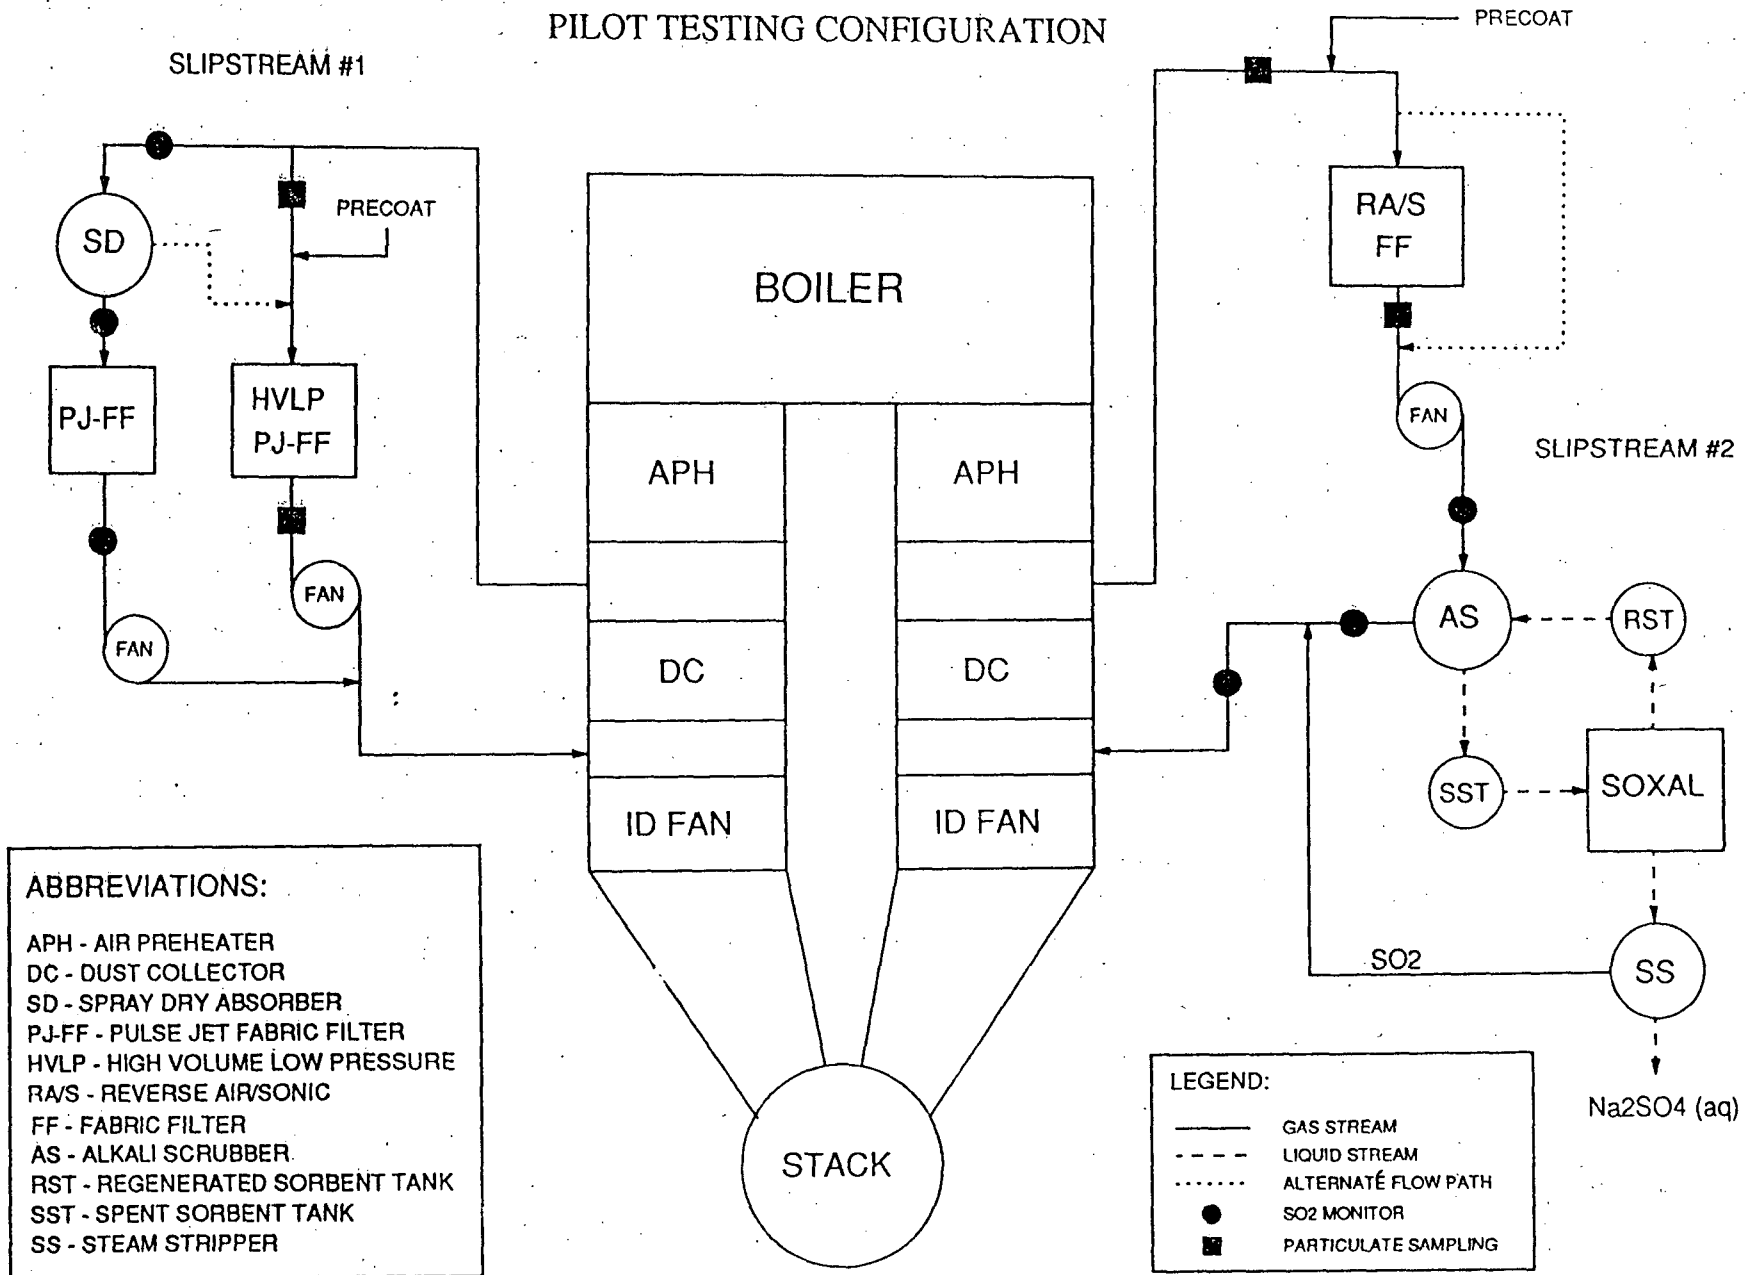 PILOT TESTING CONFIGURATION
PRECOAT
SLIPSTREAM #1
SD
PRECOAT
RA/S
FF
BOILER
PJ-FF
HVLP
PJ-FF
FAN
SLIPSTREAM #2
APH
APH
FAN
FAN
AS
RST
DC
DC
SST
SOXAL
ID FAN
ID FAN
SO2
SS
Na2SO4 (aq)
STACK
ABBREVIATIONS:
APH - AIR PREHEATER
DC - DUST COLLECTOR
SD - SPRAY DRY ABSORBER
PJ-FF - PULSE JET FABRIC FILTER
HVLP - HIGH VOLUME LOW PRESSURE
RA/S - REVERSE AIR/SONIC
FF - FABRIC FILTER
AS - ALKALI SCRUBBER
RST - REGENERATED SORBENT TANK
SST - SPENT SORBENT TANK
SS - STEAM STRIPPER
LEGEND:
GAS STREAM
LIQUID STREAM
ALTERNATE FLOW PATH
SO2 MONITOR
PARTICULATE SAMPLING